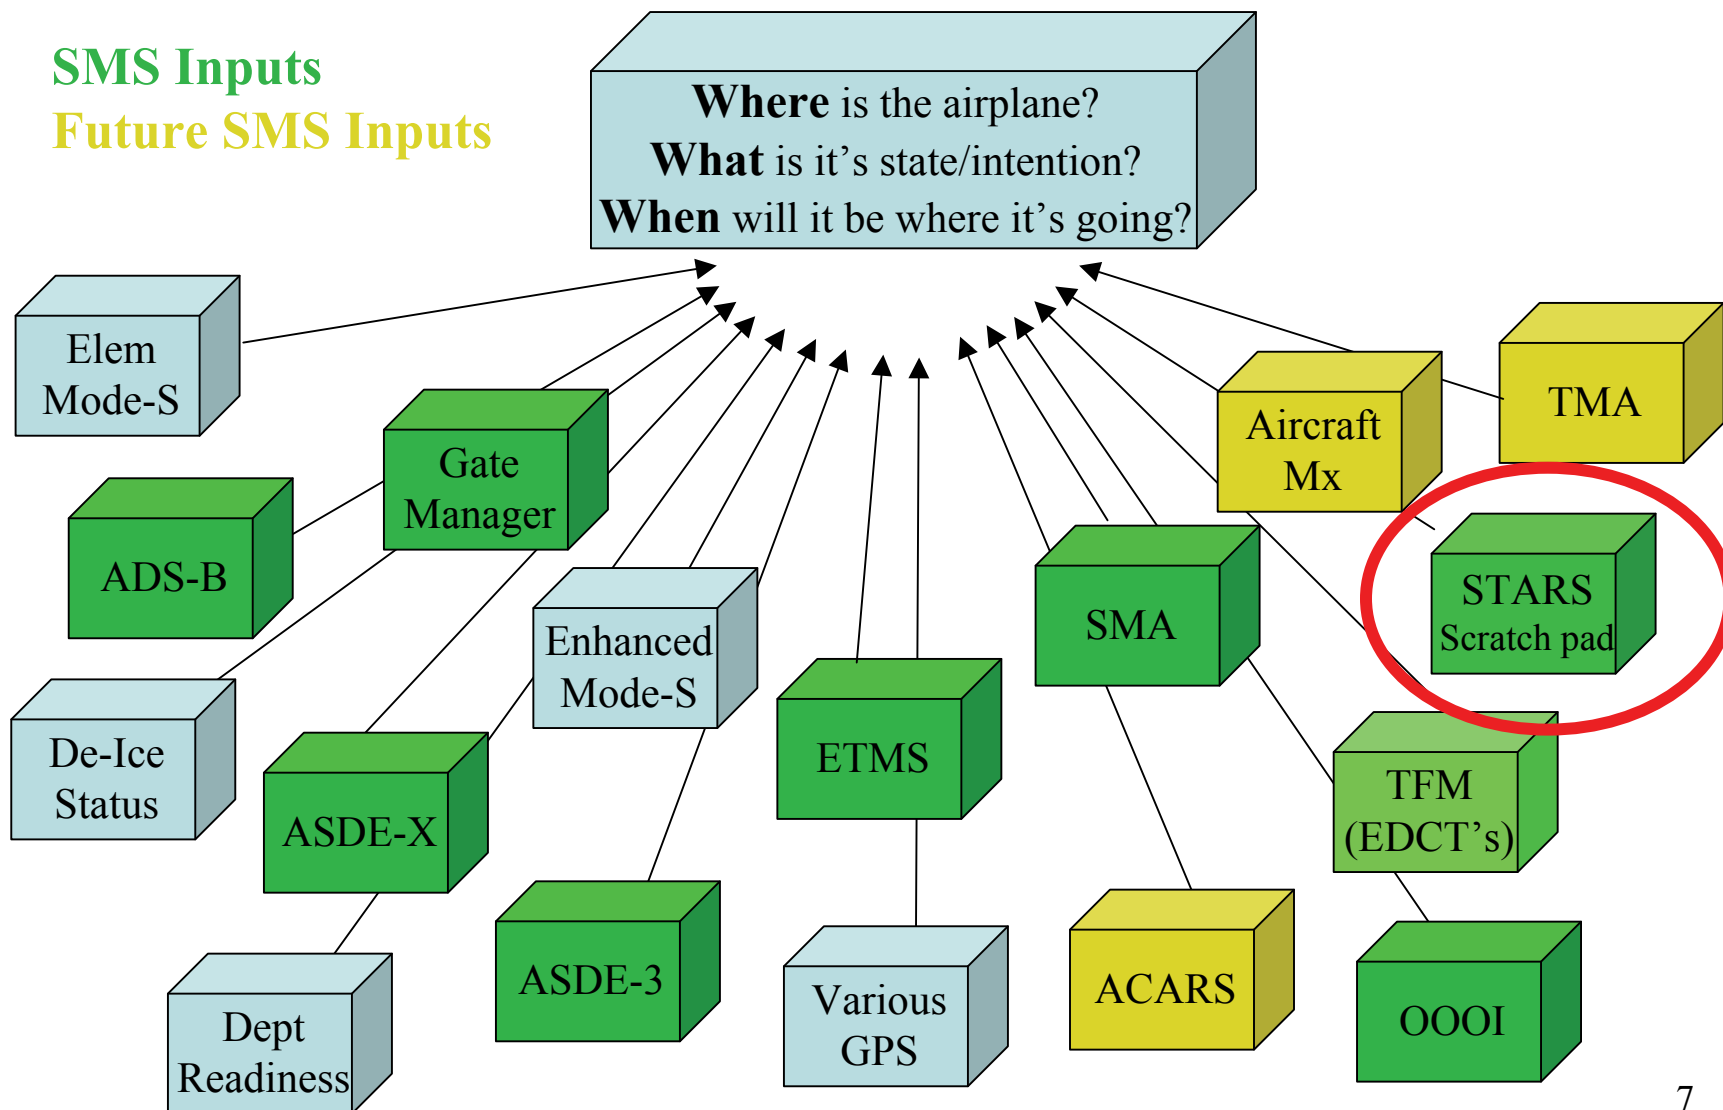 SMS Inputs
Future SMS Inputs
Where is the airplane?
What is it's state/intention?
When will it be where it's going?
Elem
Mode-S
Gate
Manager
ADS-B
Enhanced
Mode-S
De-Ice
Status
ASDE-X
Dept
Readiness
ASDE-3
ETMS
Various
GPS
SMA
ACARS
Aircraft
Mx
TMA
STARS
Scratch pad
TFM
(EDCT's)
OOOI
7